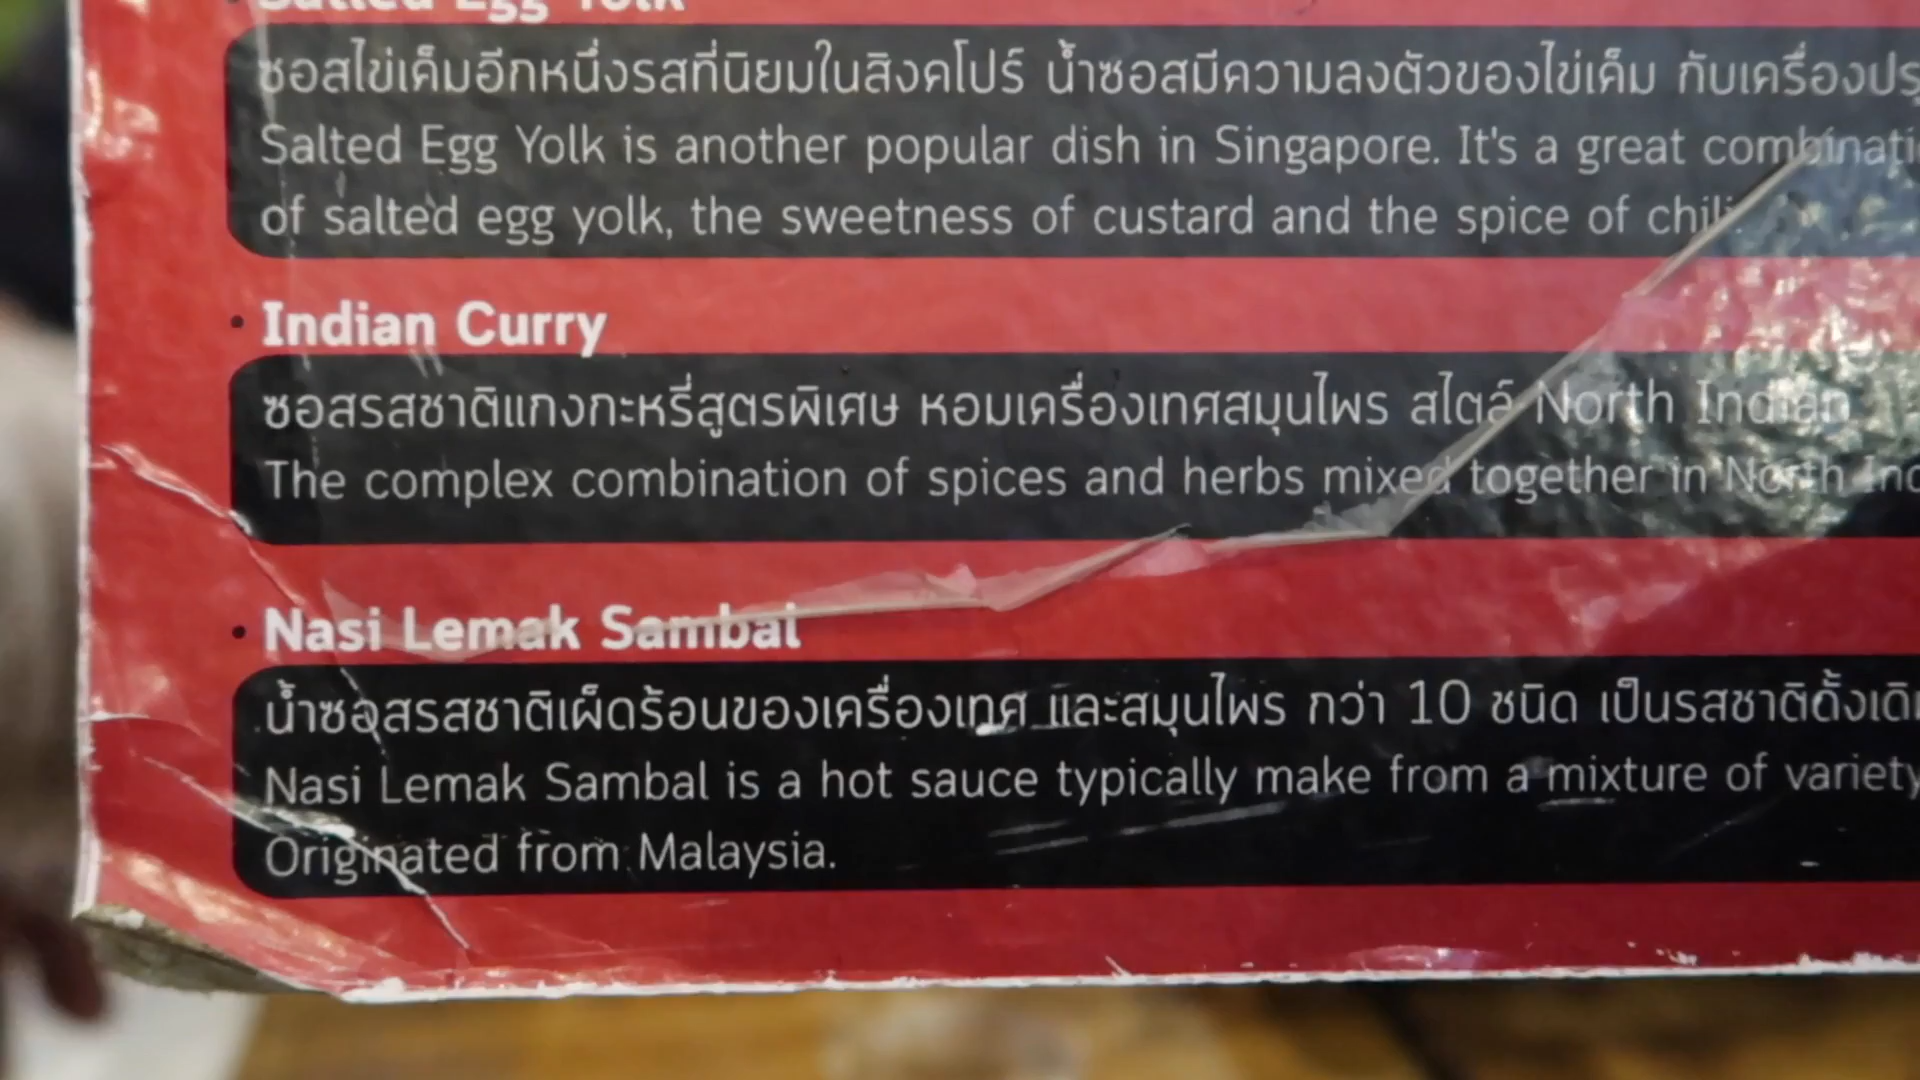 Salted Egg Yolk
ซอสไข่เค็มอีกหนึ่งรสที่นิยมในสิงคโปร์ น้ำซอสมีความลงตัวของไข่เค็ม กับเครื่องปรุ
Salted Egg Yolk is another popular dish in Singapore. It's a great combinati
of salted egg yolk, the sweetness of custard and the spice of chili.
• Indian Curry
ซอสรสชาติแกงกะหรี่สูตรพิเศษ หอมเครื่องเทศสมุนไพร สไตล์ North Indian
The complex combination of spices and herbs mixed together in North Ind
• Nasi Lemak Sambal
น้ำซอสรสชาติเผ็ดร้อนของเครื่องเทศ และสมุนไพร กว่า 10 ชนิด เป็นรสชาติดั้งเดิม
Nasi Lemak Sambal is a hot sauce typically make from a mixture of variety
Originated from Malaysia.